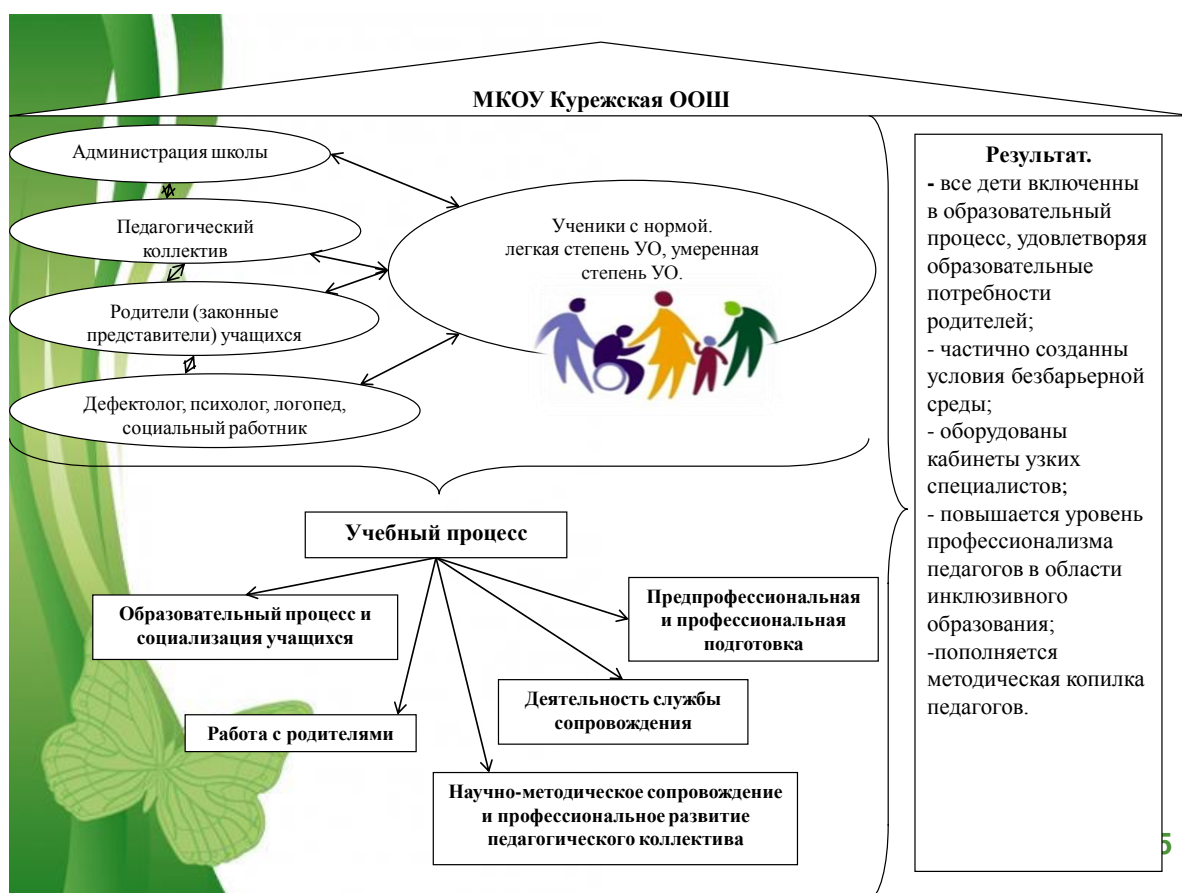 МКОУ Курежская ООШ
Администрация школы
Педагогический
коллектив
Родители (законные
представители) учащихся
Дефектолог, психолог, логопед,
социальный работник
Ученики с нормой.
легкая степень УО, умеренная
степень УО.
Учебный процесс
Образовательный процесс и
социализация учащихся
Предпрофессиональная
и профессиональная
подготовка
Деятельность службы
сопровождения
Работа с родителями
Научно-методическое сопровождение
и профессиональное развитие
педагогического коллектива
Результат.
- все дети включенны
в образовательный
процесс, удовлетворяя
образовательные
потребности
родителей;
- частично созданны
условия безбарьерной
среды;
- оборудованы
кабинеты узких
специалистов;
- повышается уровень
профессионализма
педагогов в области
инклюзивного
образования;
-пополняется
методическая копилка
педагогов.
5